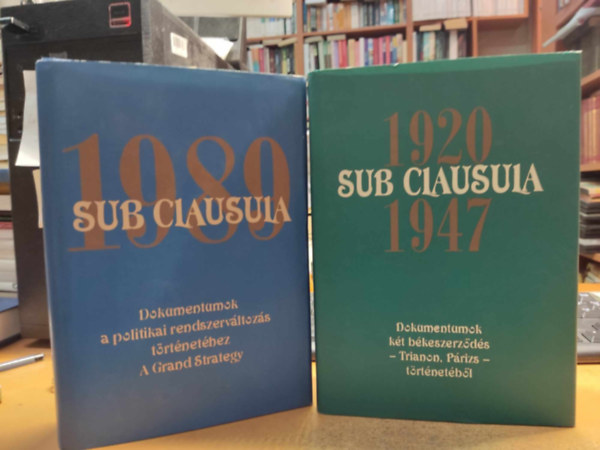 1989
SUB CLAUSULA
Dokumentumok
a politikai rendszerváltozás
történetéhez
A Grand Strategy
1920
SUB CLAUSULA
1947
Dokumentumok
két békeszerződés
– Trianon, Párizs –
történetéből